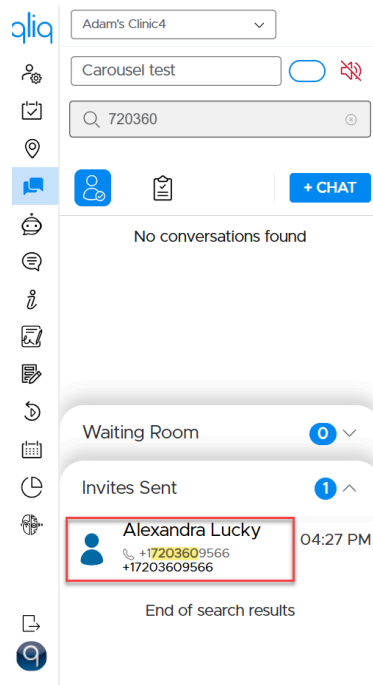 qliq
Adam's Clinic4
Carousel test
720360
+ CHAT
No conversations found
Waiting Room
0
Invites Sent
1
Alexandra Lucky
04:27 PM
+17203609566
+17203609566
End of search results
q